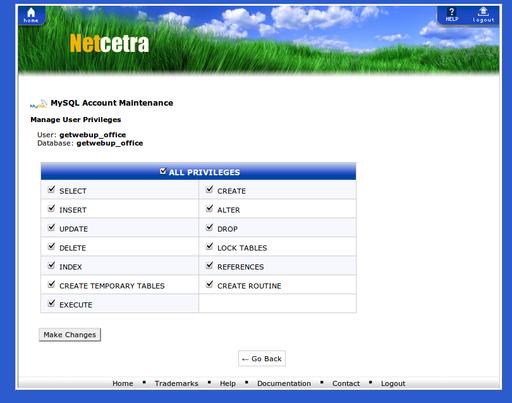 home
HELP
logout
Netcetra
MySQL Account Maintenance
Manage User Privileges
User: getwebup_office
Database: getwebup_office
ALL PRIVILEGES
SELECT CREATE
INSERT ALTER
UPDATE DROP
DELETE LOCK TABLES
INDEX REFERENCES
CREATE TEMPORARY TABLES CREATE ROUTINE
EXECUTE
Make Changes
← Go Back
Home ▪ Trademarks ▪ Help ▪ Documentation ▪ Contact ▪ Logout